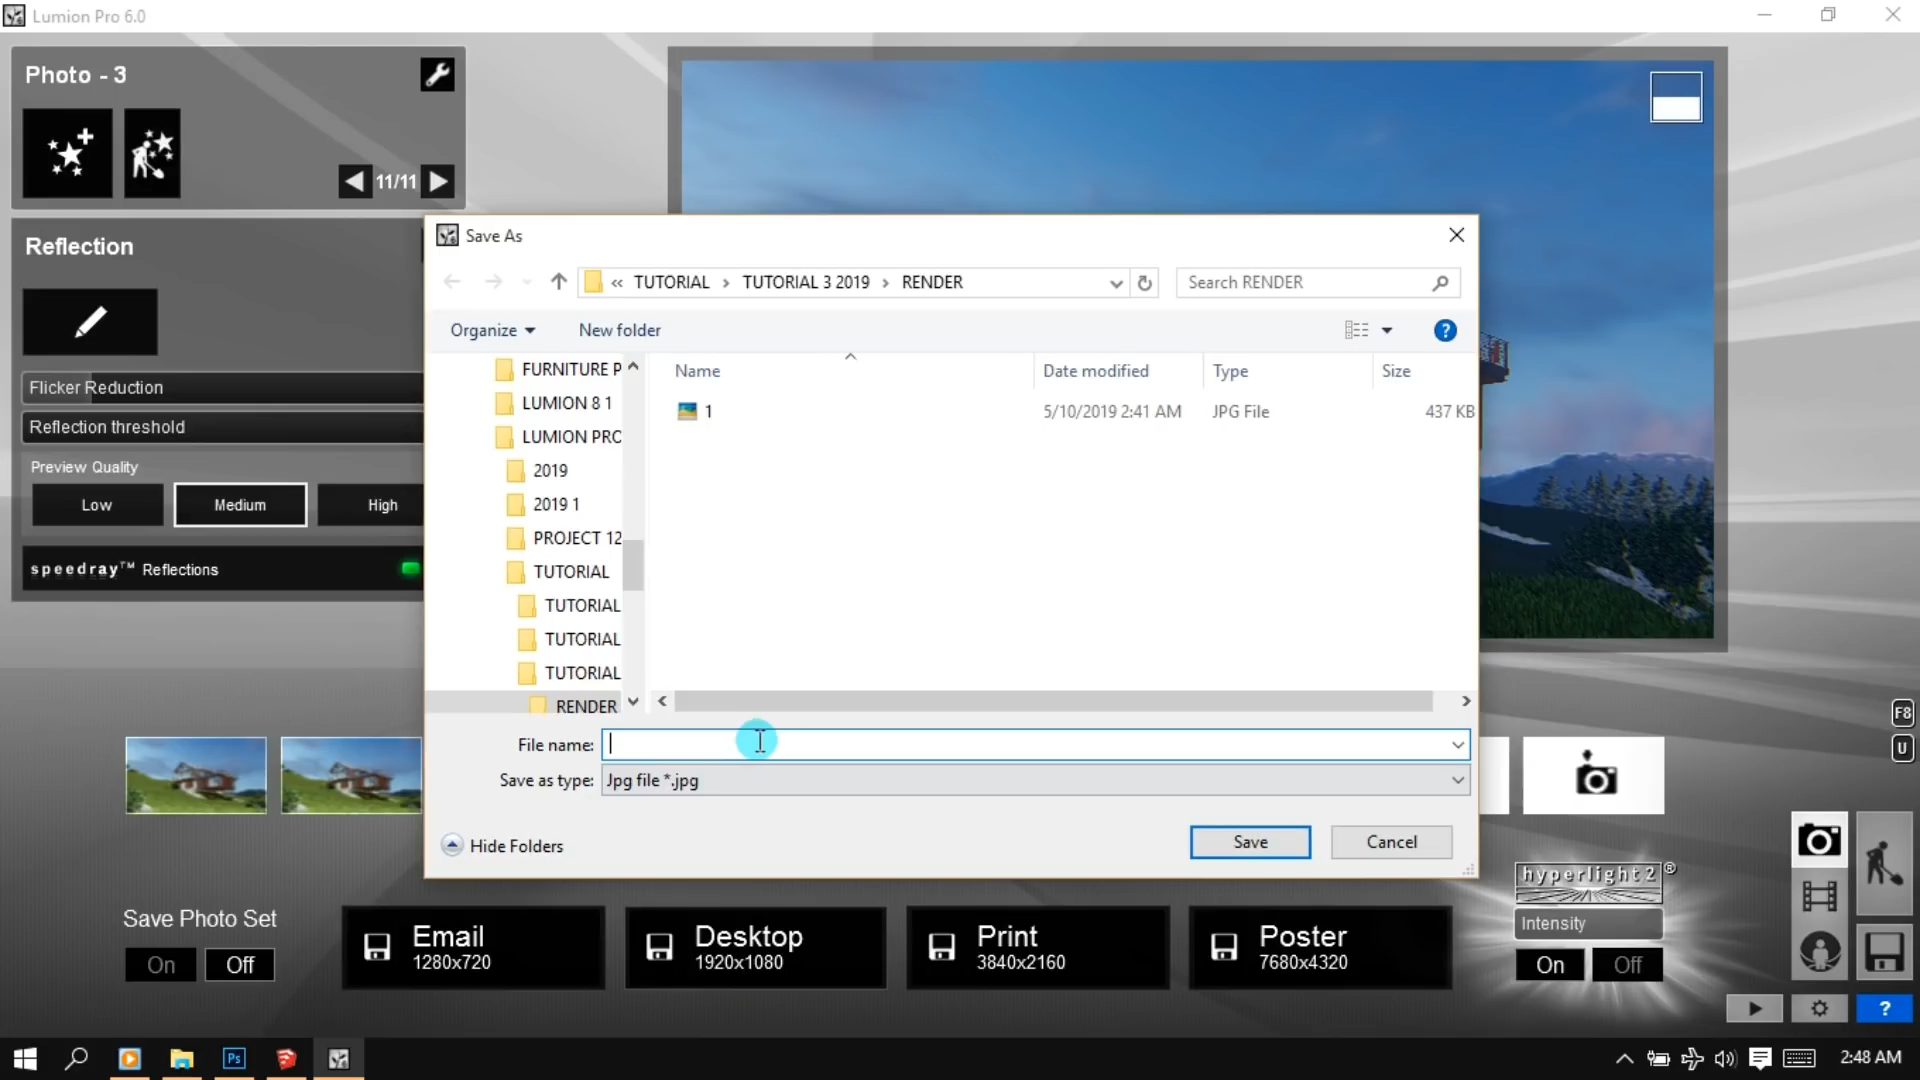 Lumion Pro 6.0
Photo - 3
11/11
Reflection
Flicker Reduction
Reflection threshold
Preview Quality
Low Medium High
speedray™ Reflections
Save As
« TUTORIAL › TUTORIAL 3 2019 › RENDER
Search RENDER
Organize New folder
?
FURNITURE P
LUMION 8 1
LUMION PRO
2019
2019 1
PROJECT 12
TUTORIAL
TUTORIAL
TUTORIAL
TUTORIAL
RENDER
Name Date modified Type Size
1 5/10/2019 2:41 AM JPG File 437 KB
File name:
Save as type: Jpg file *.jpg
Hide Folders
Save Cancel
F8
U
Save Photo Set
On Off
Email
1280x720
Desktop
1920x1080
Print
3840x2160
Poster
7680x4320
hyperlight 2 ®
Intensity
On Off
?
Ps
2:48 AM